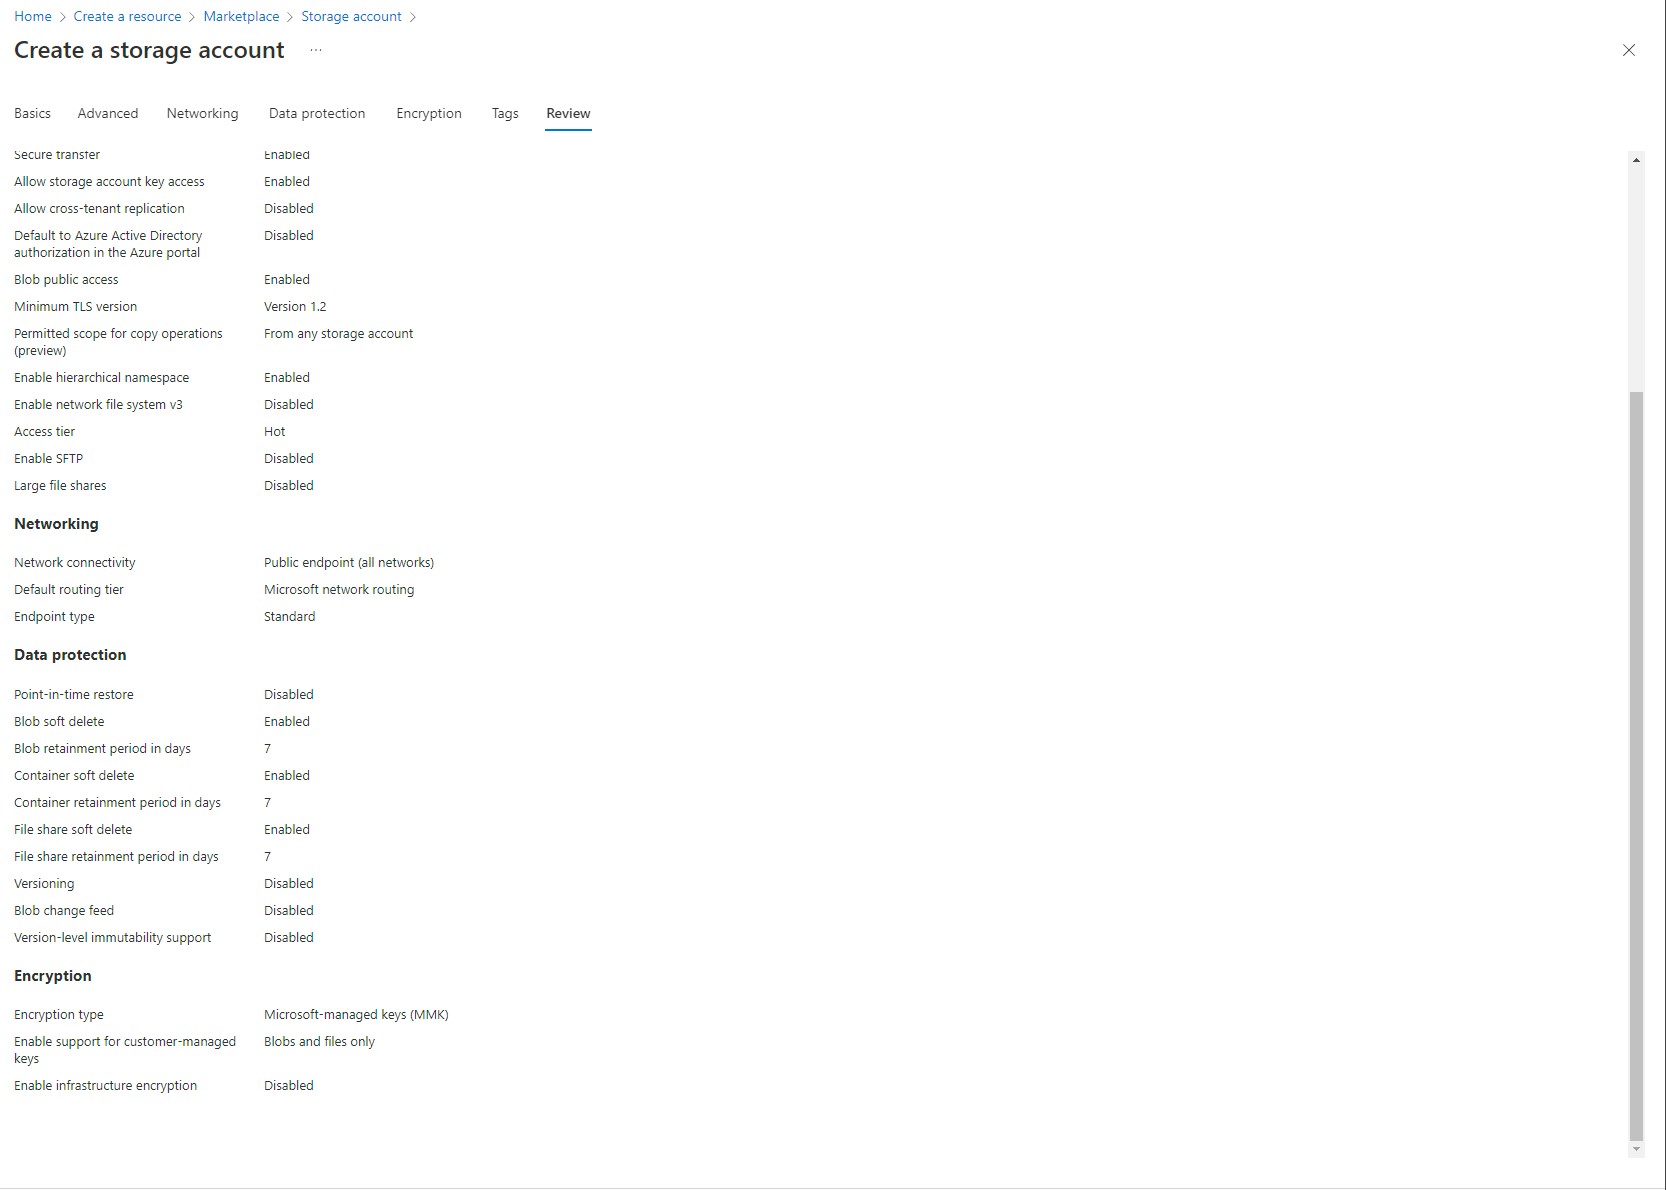 Home > Create a resource > Marketplace > Storage account >
Create a storage account ...
Basics Advanced Networking Data protection Encryption Tags Review
Secure transfer Enabled
Allow storage account key access Enabled
Allow cross-tenant replication Disabled
Default to Azure Active Directory Disabled
authorization in the Azure portal
Blob public access Enabled
Minimum TLS version Version 1.2
Permitted scope for copy operations From any storage account
(preview)
Enable hierarchical namespace Enabled
Enable network file system v3 Disabled
Access tier Hot
Enable SFTP Disabled
Large file shares Disabled
Networking
Network connectivity Public endpoint (all networks)
Default routing tier Microsoft network routing
Endpoint type Standard
Data protection
Point-in-time restore Disabled
Blob soft delete Enabled
Blob retainment period in days 7
Container soft delete Enabled
Container retainment period in days 7
File share soft delete Enabled
File share retainment period in days 7
Versioning Disabled
Blob change feed Disabled
Version-level immutability support Disabled
Encryption
Encryption type Microsoft-managed keys (MMK)
Enable support for customer-managed Blobs and files only
keys
Enable infrastructure encryption Disabled